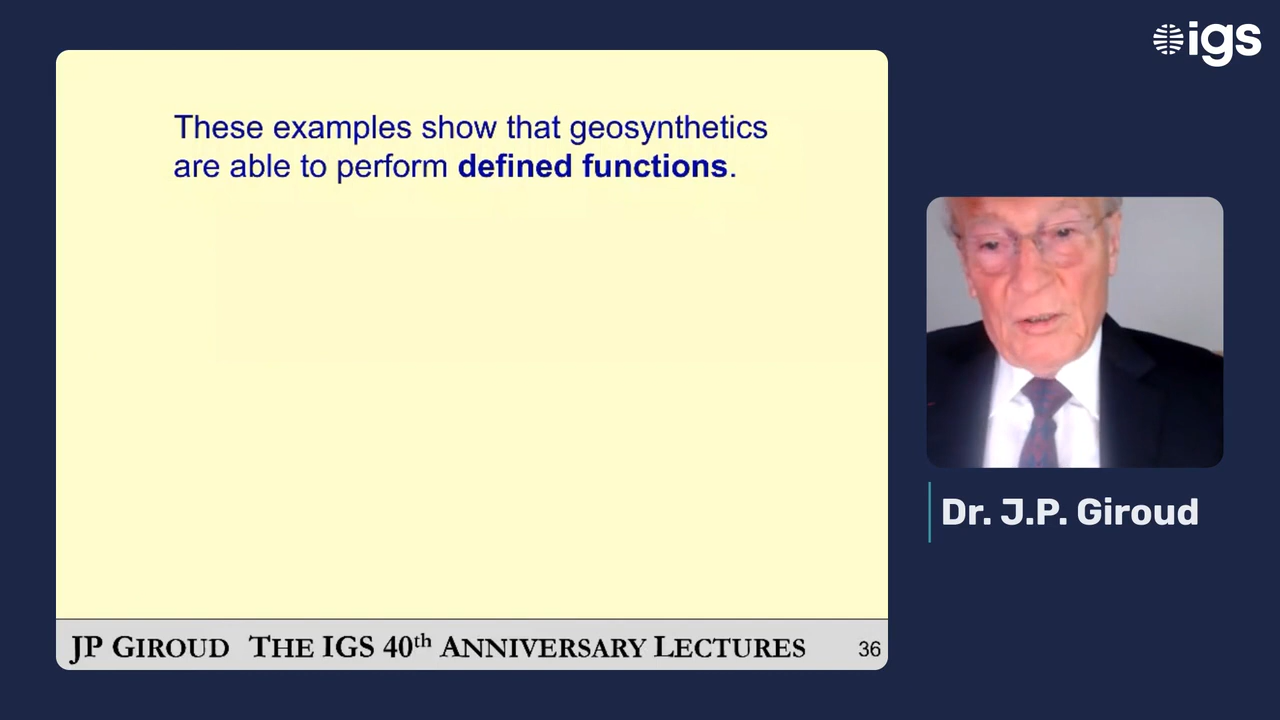 igs
These examples show that geosynthetics
are able to perform defined functions.
Dr. J.P. Giroud
JP GIROUD THE IGS 40th ANNIVERSARY LECTURES 36